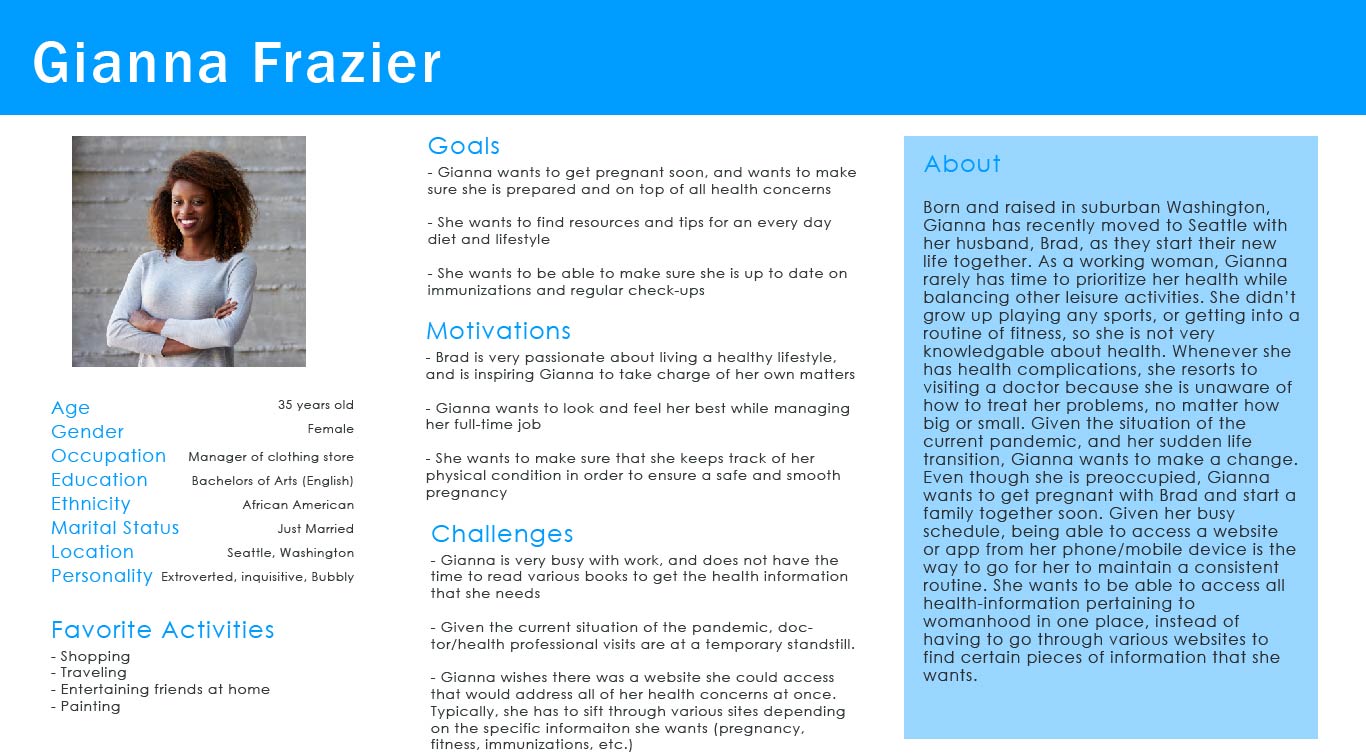 Gianna Frazier
Age 35 years old
Gender Female
Occupation Manager of clothing store
Education Bachelors of Arts (English)
Ethnicity African American
Marital Status Just Married
Location Seattle, Washington
Personality Extroverted, inquisitive, Bubbly
Favorite Activities
- Shopping
- Traveling
- Entertaining friends at home
- Painting
Goals
- Gianna wants to get pregnant soon, and wants to make
sure she is prepared and on top of all health concerns
- She wants to find resources and tips for an every day
diet and lifestyle
- She wants to be able to make sure she is up to date on
immunizations and regular check-ups
Motivations
- Brad is very passionate about living a healthy lifestyle,
and is inspiring Gianna to take charge of her own matters
- Gianna wants to look and feel her best while managing
her full-time job
- She wants to make sure that she keeps track of her
physical condition in order to ensure a safe and smooth
pregnancy
Challenges
- Gianna is very busy with work, and does not have the
time to read various books to get the health information
that she needs
- Given the current situation of the pandemic, doc-
tor/health professional visits are at a temporary standstill.
- Gianna wishes there was a website she could access
that would address all of her health concerns at once.
Typically, she has to sift through various sites depending
on the specific informaiton she wants (pregnancy,
fitness, immunizations, etc.)
About
Born and raised in suburban Washington,
Gianna has recently moved to Seattle with
her husband, Brad, as they start their new
life together. As a working woman, Gianna
rarely has time to prioritize her health while
balancing other leisure activities. She didn't
grow up playing any sports, or getting into a
routine of fitness, so she is not very
knowledgable about health. Whenever she
has health complications, she resorts to
visiting a doctor because she is unaware of
how to treat her problems, no matter how
big or small. Given the situation of the
current pandemic, and her sudden life
transition, Gianna wants to make a change.
Even though she is preoccupied, Gianna
wants to get pregnant with Brad and start a
family together soon. Given her busy
schedule, being able to access a website
or app from her phone/mobile device is the
way to go for her to maintain a consistent
routine. She wants to be able to access all
health-information pertaining to
womanhood in one place, instead of
having to go through various websites to
find certain pieces of information that she
wants.